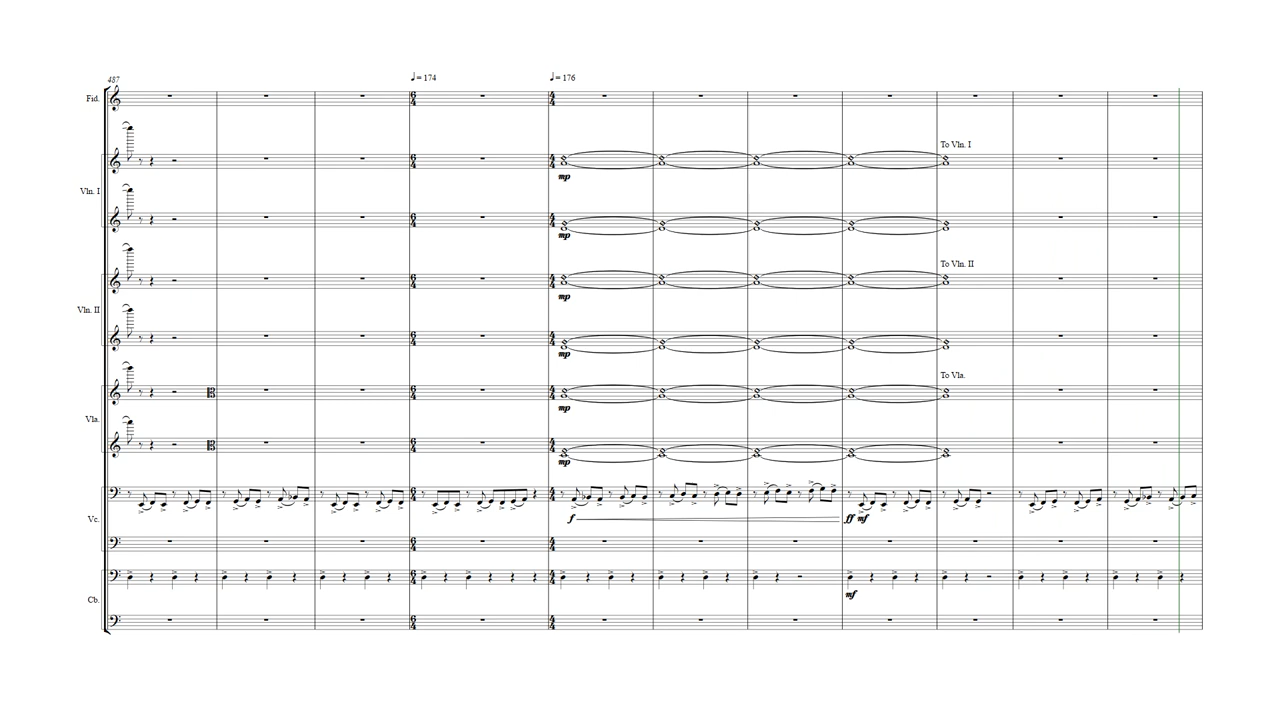 487
♩= 174
♩= 176
Fid.
To Vln. I
mp
Vln. I
mp
To Vln. II
mp
Vln. II
mp
To Vla.
mp
Vla.
mp
Vc.
f
ff mf
mf
Cb.